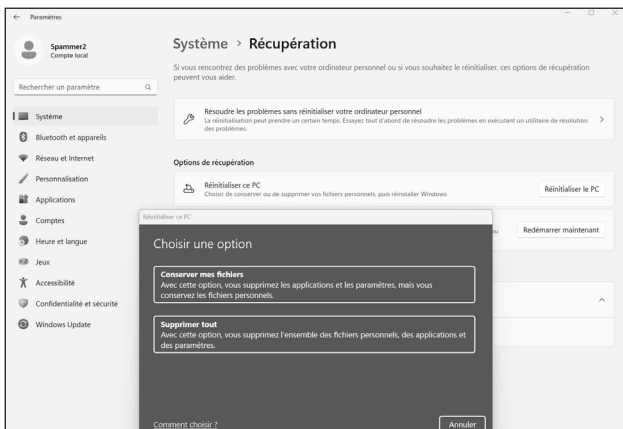 Paramètres
Spammer2
Compte local
Rechercher un paramètre
Système
Bluetooth et appareils
Réseau et Internet
Personnalisation
Applications
Comptes
Heure et langue
Jeux
Accessibilité
Confidentialité et sécurité
Windows Update
Système > Récupération
Si vous rencontrez des problèmes avec votre ordinateur personnel ou si vous souhaitez le réinitialiser, ces options de récupération
peuvent vous aider.
Résoudre les problèmes sans réinitialiser votre ordinateur personnel
La réinitialisation peut prendre un certain temps. Essayez tout d'abord de résoudre les problèmes en exécutant un utilitaire de résolution
des problèmes.
Options de récupération
Réinitialiser ce PC
Choisir de conserver ou de supprimer vos fichiers personnels, puis réinstaller Windows
Réinitialiser le PC
ou
Redémarrer maintenant
Réinitialiser ce PC
Choisir une option
Conserver mes fichiers
Avec cette option, vous supprimez les applications et les paramètres, mais vous
conservez les fichiers personnels.
Supprimer tout
Avec cette option, vous supprimez l'ensemble des fichiers personnels, des applications et
des paramètres.
Comment choisir ?
Annuler